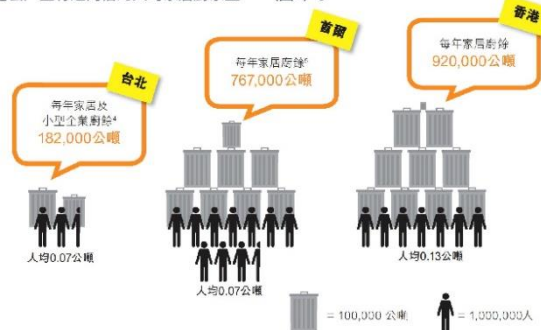 台北
每年家居及
小型企業廚餘4
182,000公噸
人均0.07公噸
首爾
每年家居廚餘5
767,000公噸
人均0.07公噸
香港
每年家居廚餘
920,000公噸
人均0.13公噸
= 100,000 公噸
= 1,000,000人